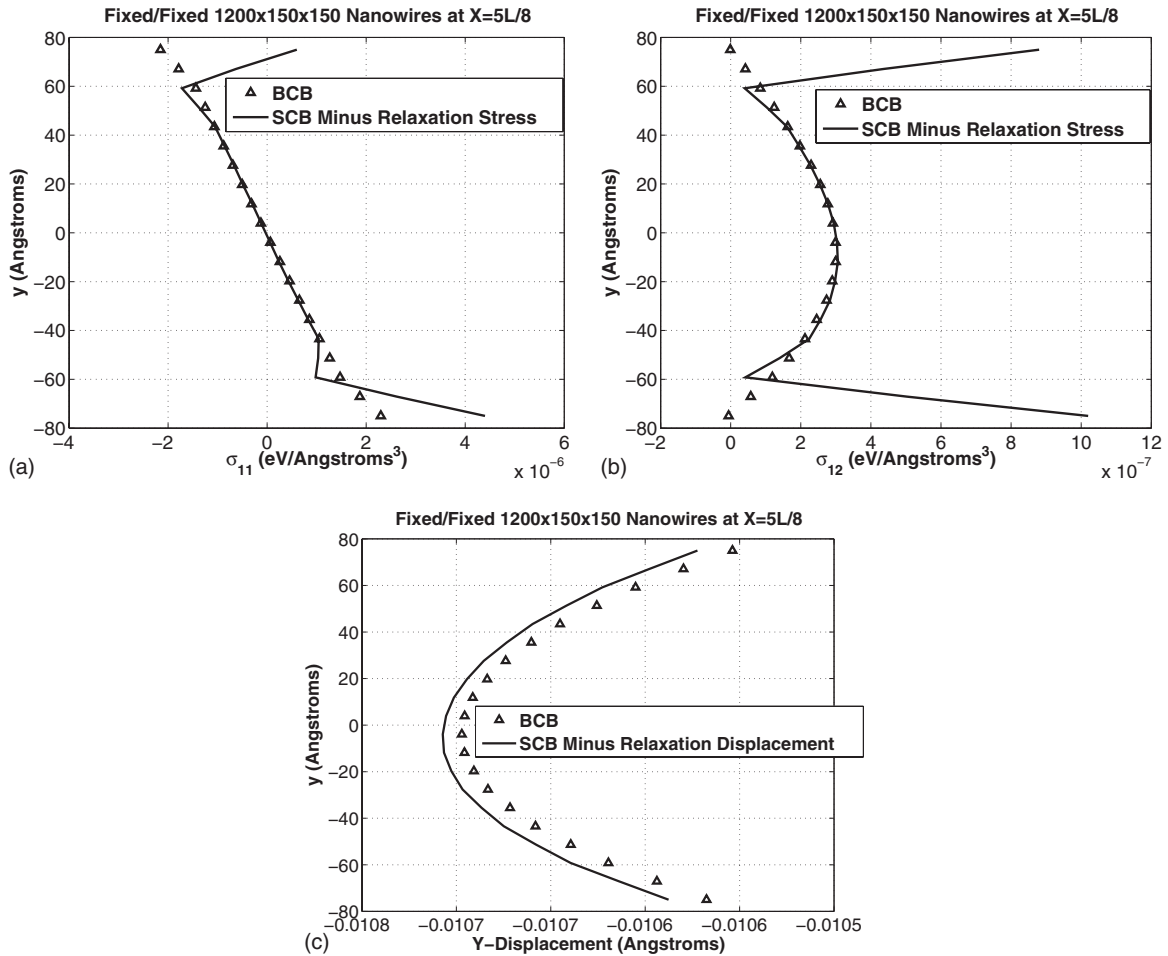 Fixed/Fixed 1200x150x150 Nanowires at X=5L/8
80
60
40
20
0
−20
−40
−60
−80
y (Angstroms)
BCB
SCB Minus Relaxation Stress
−4
−2
0
2
4
6
σ11 (eV/Angstroms3)
x 10−6
(a)
Fixed/Fixed 1200x150x150 Nanowires at X=5L/8
80
60
40
20
0
−20
−40
−60
−80
y (Angstroms)
BCB
SCB Minus Relaxation Stress
−2
0
2
4
6
8
10
12
σ12 (eV/Angstroms3)
x 10−7
(b)
Fixed/Fixed 1200x150x150 Nanowires at X=5L/8
80
60
40
20
0
−20
−40
−60
−80
y (Angstroms)
BCB
SCB Minus Relaxation Displacement
−0.0108
−0.0107
−0.0107
−0.0106
−0.0106
−0.0105
Y−Displacement (Angstroms)
(c)